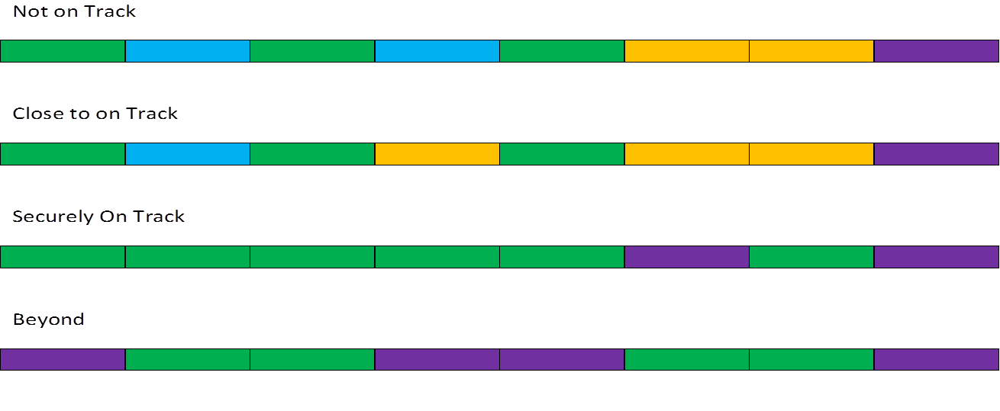 Not on Track
Close to on Track
Securely On Track
Beyond